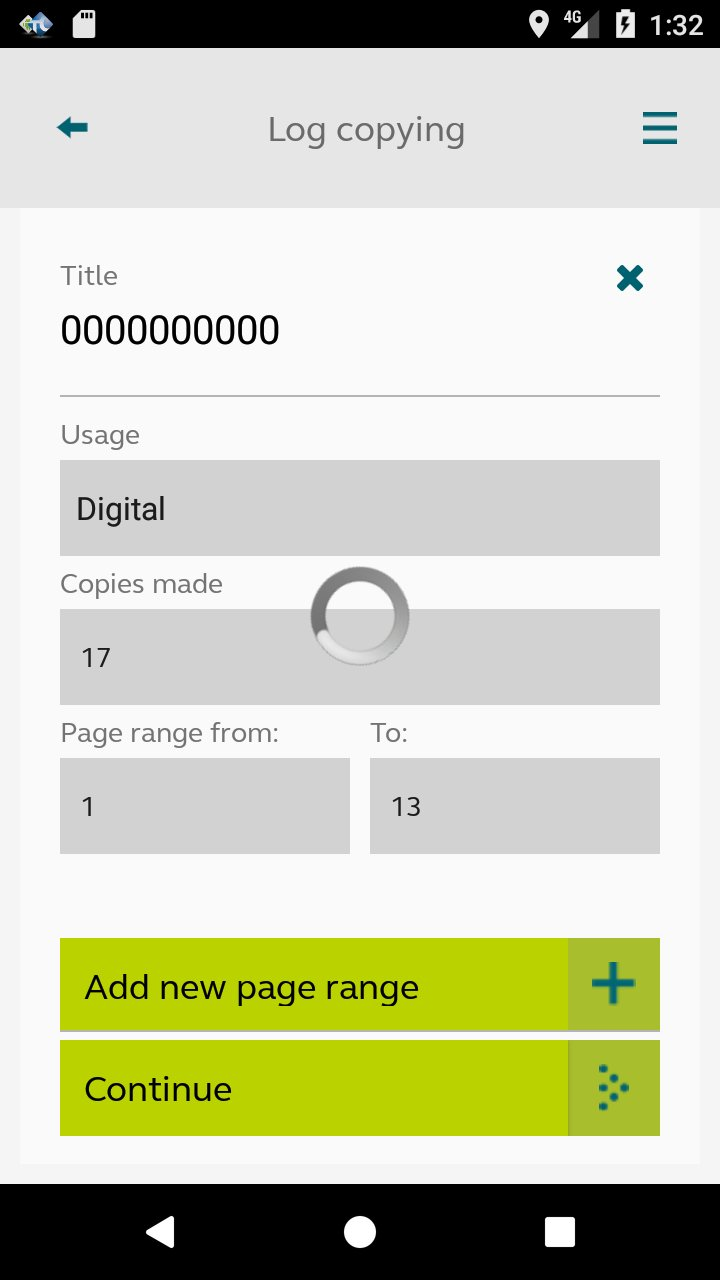 4G 1:32
Log copying
Title
0000000000
Usage
Digital
Copies made
17
Page range from: To:
1 13
Add new page range
Continue